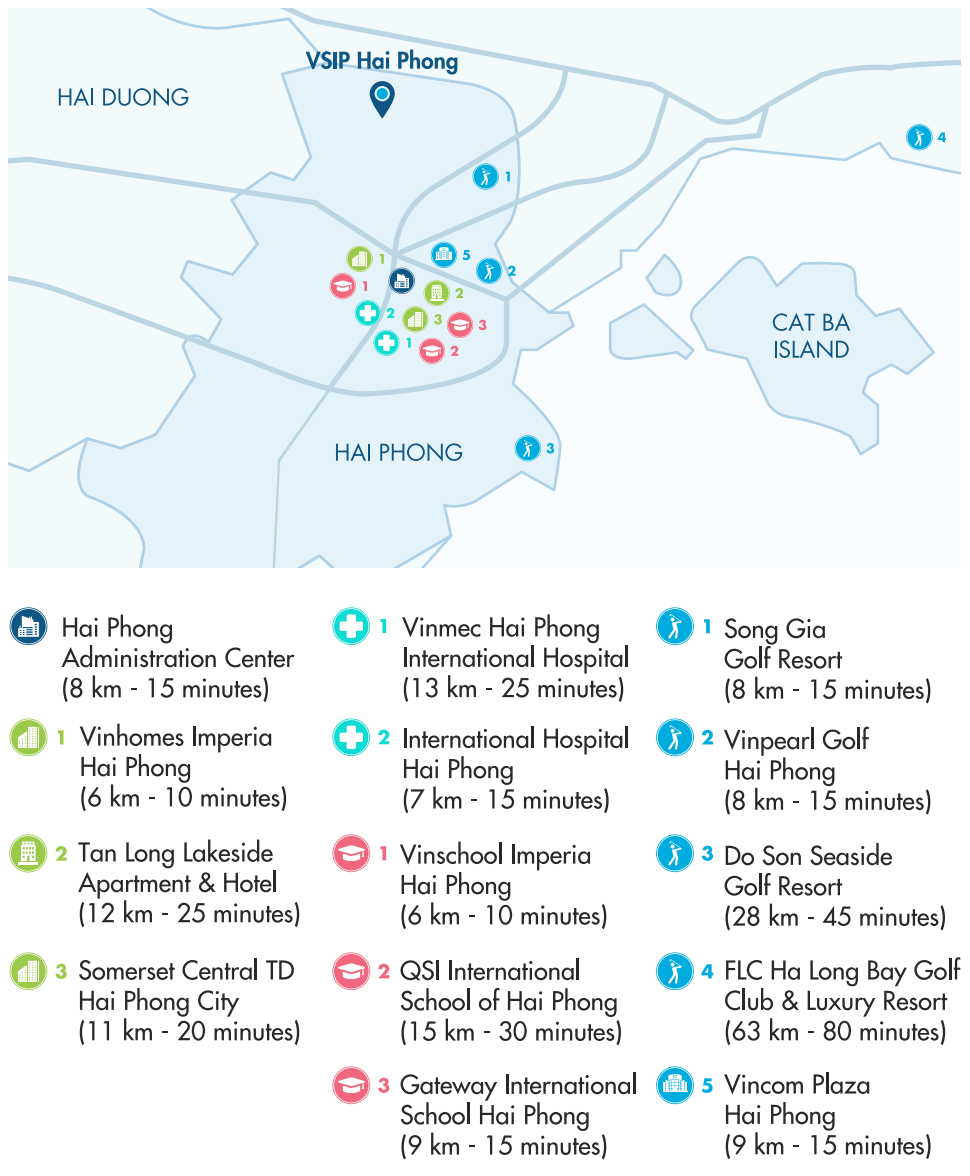 VSIP Hai Phong
HAI DUONG
4
1
1
5
2
1
2
2
3
3
1
2
CAT BA
ISLAND
HAI PHONG
3
Hai Phong
Administration Center
(8 km - 15 minutes)
1 Vinhomes Imperia
Hai Phong
(6 km - 10 minutes)
2 Tan Long Lakeside
Apartment & Hotel
(12 km - 25 minutes)
3 Somerset Central TD
Hai Phong City
(11 km - 20 minutes)
1 Vinmec Hai Phong
International Hospital
(13 km - 25 minutes)
2 International Hospital
Hai Phong
(7 km - 15 minutes)
1 Vinschool Imperia
Hai Phong
(6 km - 10 minutes)
2 QSI International
School of Hai Phong
(15 km - 30 minutes)
3 Gateway International
School Hai Phong
(9 km - 15 minutes)
1 Song Gia
Golf Resort
(8 km - 15 minutes)
2 Vinpearl Golf
Hai Phong
(8 km - 15 minutes)
3 Do Son Seaside
Golf Resort
(28 km - 45 minutes)
4 FLC Ha Long Bay Golf
Club & Luxury Resort
(63 km - 80 minutes)
5 Vincom Plaza
Hai Phong
(9 km - 15 minutes)